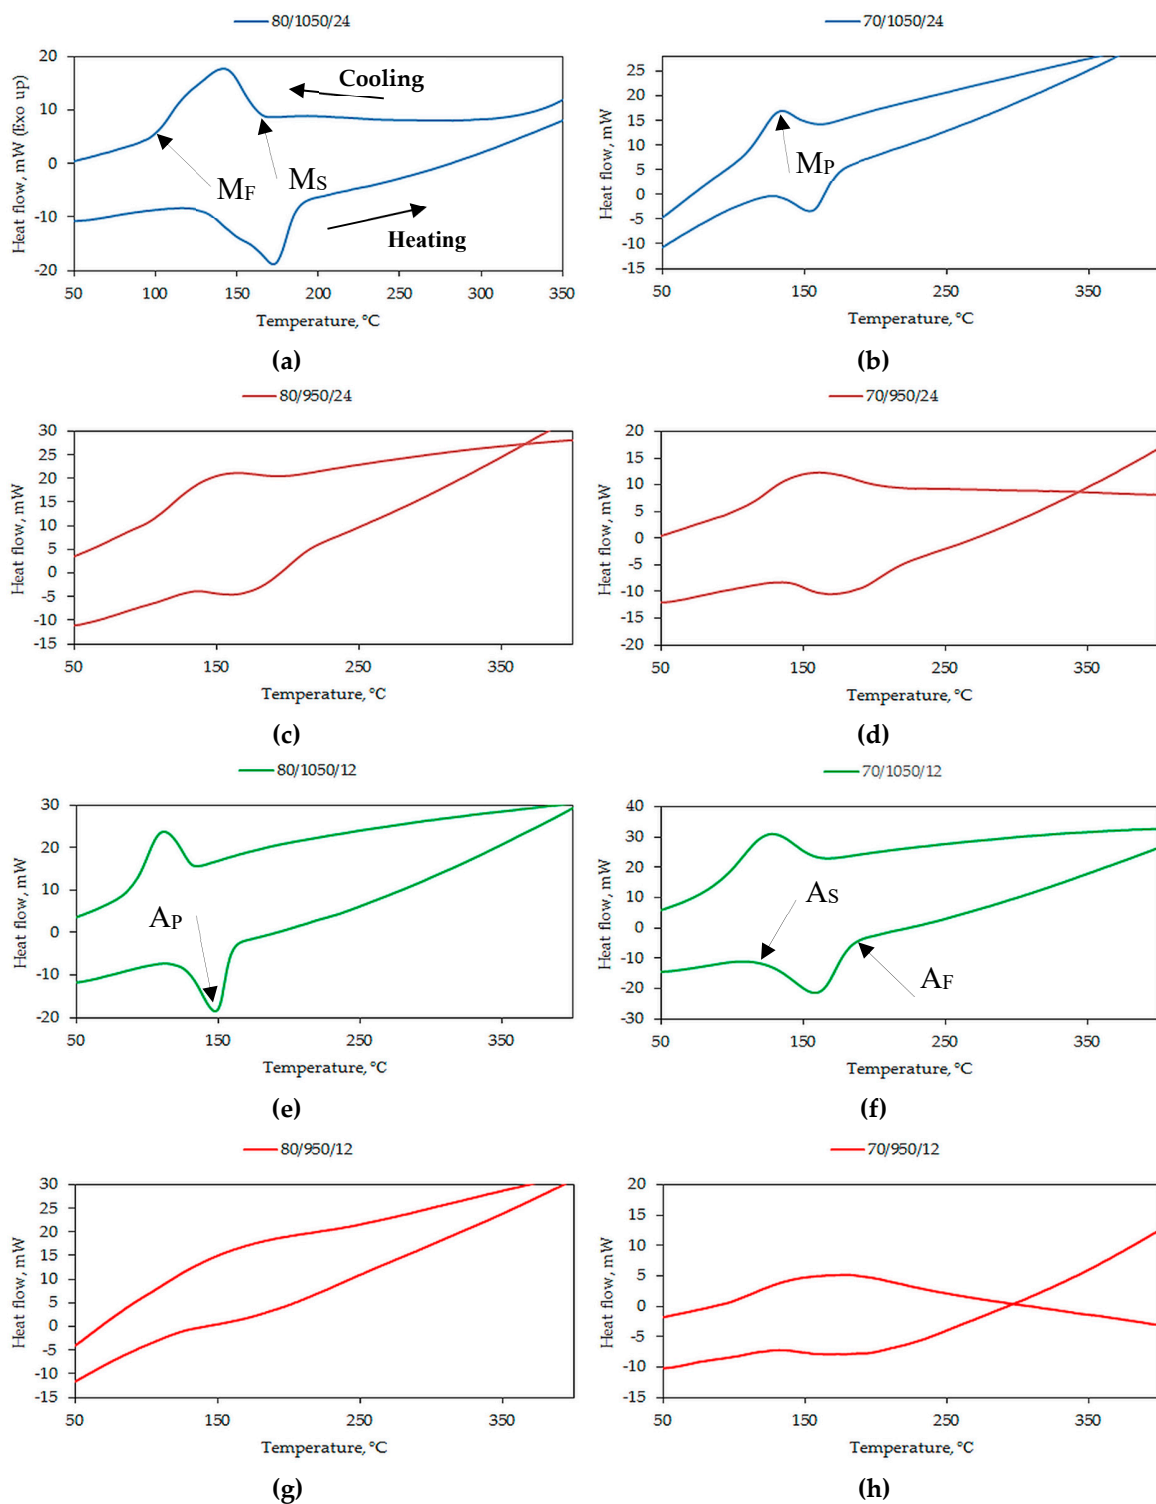 80/1050/24
70/1050/24
Heat flow, mW (Exo up)
20
10
0
-10
-20
Cooling
MF
MS
Heating
50 100 150 200 250 300 350
Temperature, °C
(a)
Heat flow, mW
25
20
15
10
5
0
-5
-10
-15
MP
50 150 250 350
Temperature, °C
(b)
80/950/24
70/950/24
Heat flow, mW
30
25
20
15
10
5
0
-5
-10
-15
50 150 250 350
Temperature, °C
(c)
Heat flow, mW
20
15
10
5
0
-5
-10
-15
-20
50 150 250 350
Temperature, °C
(d)
80/1050/12
70/1050/12
Heat flow, mW
30
20
10
0
-10
-20
AP
50 150 250 350
Temperature, °C
(e)
Heat flow, mW
40
30
20
10
0
-10
-20
-30
AS
AF
50 150 250 350
Temperature, °C
(f)
80/950/12
70/950/12
Heat flow, mW
30
25
20
15
10
5
0
-5
-10
-15
50 150 250 350
Temperature, °C
(g)
Heat flow, mW
20
15
10
5
0
-5
-10
-15
50 150 250 350
Temperature, °C
(h)